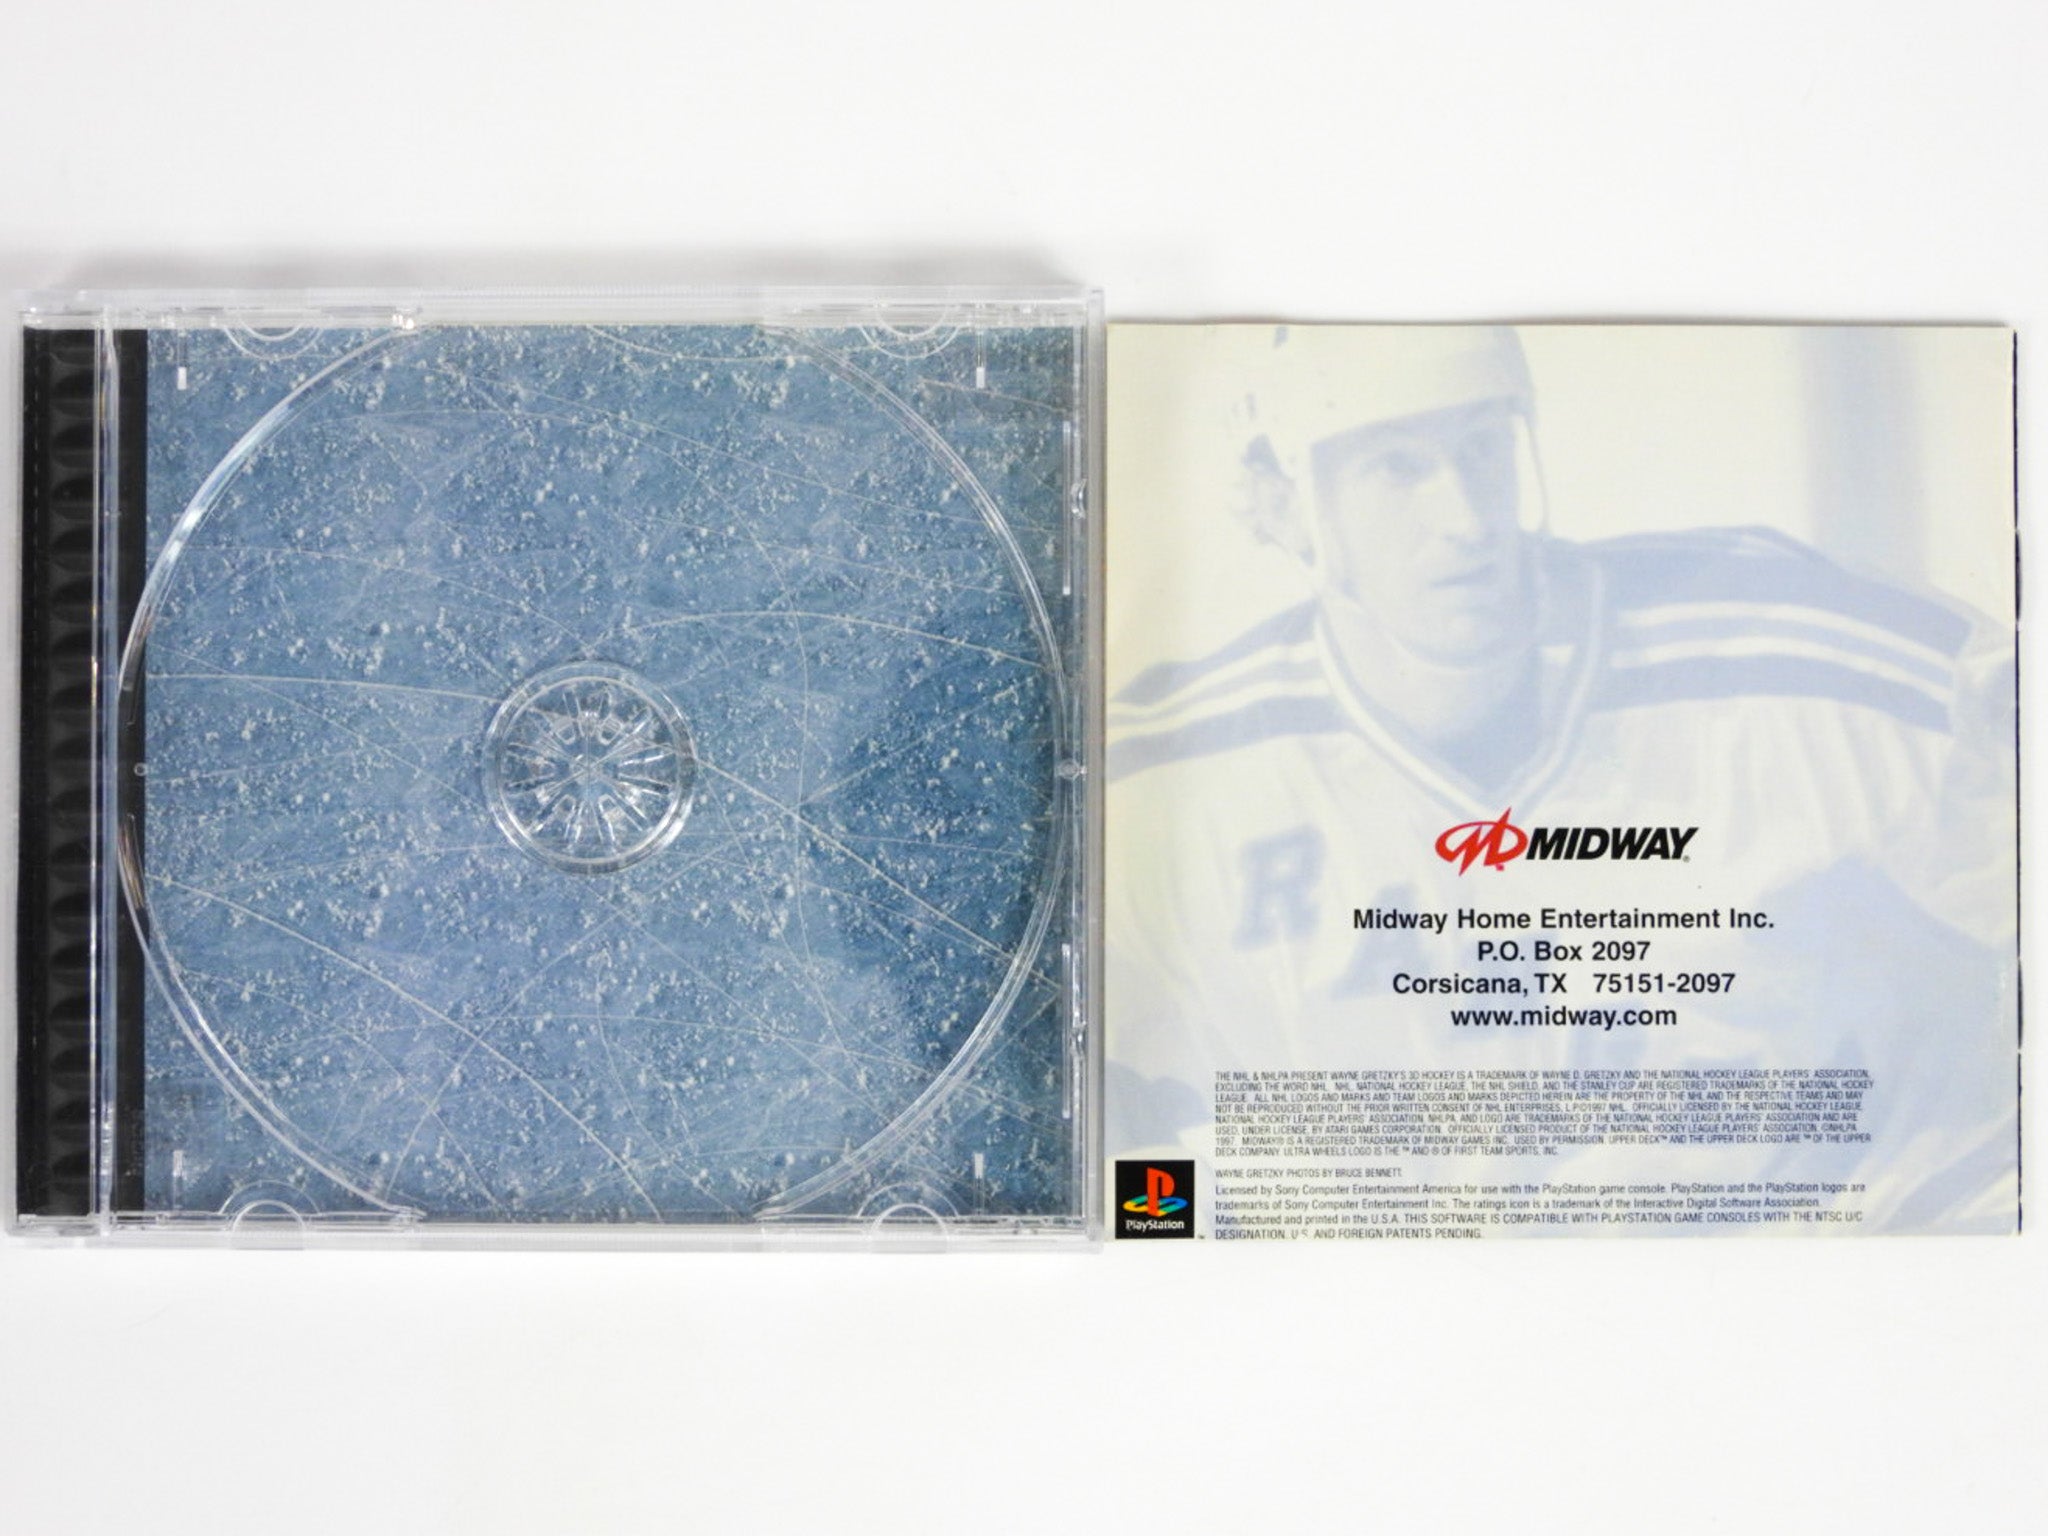 RA
MIDWAY®
Midway Home Entertainment Inc.
P.O. Box 2097
Corsicana, TX 75151-2097
www.midway.com
THE NHL & NHLPA PRESENT WAYNE GRETZKY'S 3D HOCKEY IS A TRADEMARK OF WAYNE D. GRETZKY AND THE NATIONAL HOCKEY LEAGUE PLAYERS' ASSOCIATION,
EXCLUDING THE WORD NHL. NHL, NATIONAL HOCKEY LEAGUE, THE NHL SHIELD, AND THE STANLEY CUP ARE REGISTERED TRADEMARKS OF THE NATIONAL HOCKEY
LEAGUE. ALL NHL LOGOS AND MARKS AND TEAM LOGOS AND MARKS DEPICTED HEREIN ARE THE PROPERTY OF THE NHL AND THE RESPECTIVE TEAMS AND MAY
NOT BE REPRODUCED WITHOUT THE PRIOR WRITTEN CONSENT OF NHL ENTERPRISES, L.P.©1997 NHL. OFFICIALLY LICENSED BY THE NATIONAL HOCKEY LEAGUE.
NATIONAL HOCKEY LEAGUE PLAYERS' ASSOCIATION, NHLPA, AND LOGO ARE TRADEMARKS OF THE NATIONAL HOCKEY LEAGUE PLAYERS' ASSOCIATION AND ARE
USED, UNDER LICENSE, BY ATARI GAMES CORPORATION. OFFICIALLY LICENSED PRODUCT OF THE NATIONAL HOCKEY LEAGUE PLAYERS' ASSOCIATION. ©NHLPA
1997. MIDWAY® IS A REGISTERED TRADEMARK OF MIDWAY GAMES INC. USED BY PERMISSION. UPPER DECK™ AND THE UPPER DECK LOGO ARE ™ OF THE UPPER
DECK COMPANY. ULTRA WHEELS LOGO IS THE ™ AND ® OF FIRST TEAM SPORTS, INC.
WAYNE GRETZKY PHOTOS BY BRUCE BENNETT.
Licensed by Sony Computer Entertainment America for use with the PlayStation game console. PlayStation and the PlayStation logos are
trademarks of Sony Computer Entertainment Inc. The ratings icon is a trademark of the Interactive Digital Software Association.
Manufactured and printed in the U.S.A. THIS SOFTWARE IS COMPATIBLE WITH PLAYSTATION GAME CONSOLES WITH THE NTSC U/C
DESIGNATION. U.S. AND FOREIGN PATENTS PENDING.
PlayStation
™